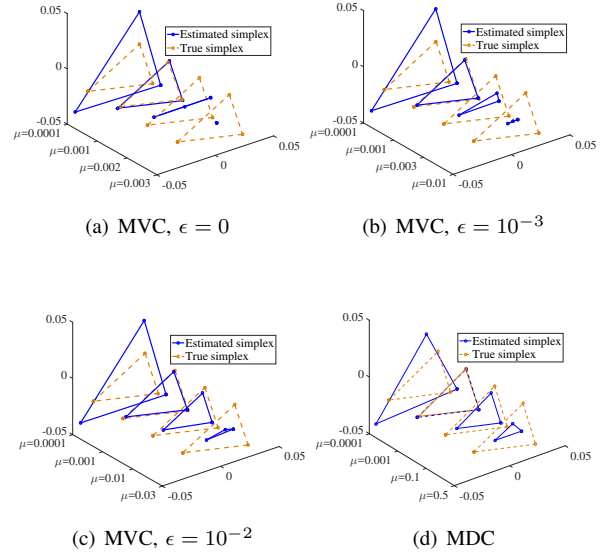 0.05
Estimated simplex
True simplex
0
-0.05
μ=0.0001
μ=0.001
μ=0.002
μ=0.003
-0.05
0
0.05
(a) MVC, ϵ = 0
0.05
Estimated simplex
True simplex
0
-0.05
μ=0.0001
μ=0.001
μ=0.003
μ=0.01
-0.05
0
0.05
(b) MVC, ϵ = 10⁻³
0.05
Estimated simplex
True simplex
0
-0.05
μ=0.0001
μ=0.001
μ=0.01
μ=0.03
-0.05
0
0.05
(c) MVC, ϵ = 10⁻²
0.05
Estimated simplex
True simplex
0
-0.05
μ=0.0001
μ=0.001
μ=0.1
μ=0.5
-0.05
0
0.05
(d) MDC